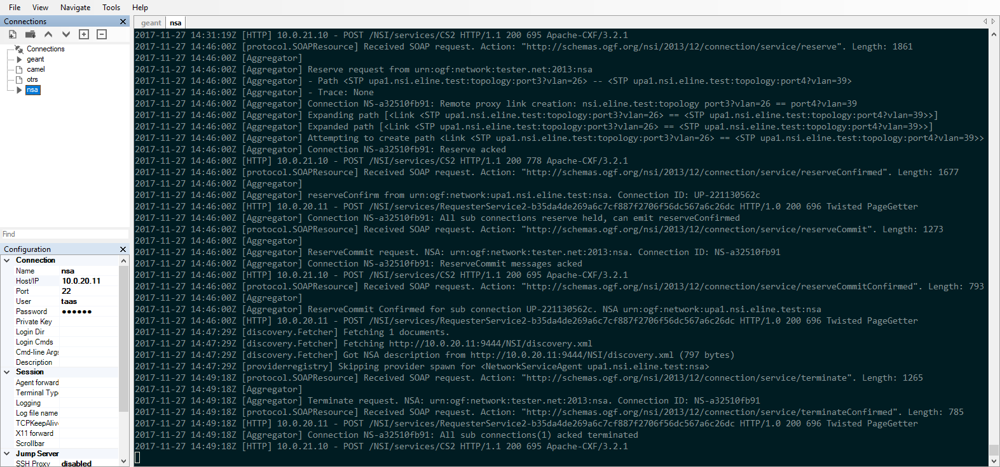 File View Navigate Tools Help
Connections
Connections
geant
camel
otrs
nsa
Find
Configuration
Connection
Name nsa
Host/IP 10.0.20.11
Port 22
User taas
Password ●●●●●●
Private Key
Login Dir
Login Cmds
Cmd-line Args
Description
Session
Agent forward
Terminal Typ
Logging
Log file name
TCPKeepAliv
X11 forward
Scrollbar
Jump Server
SSH Proxy disabled
geant nsa
2017-11-27 14:31:19Z [HTTP] 10.0.21.10 - POST /NSI/services/CS2 HTTP/1.1 200 695 Apache-CXF/3.2.1
2017-11-27 14:46:00Z [protocol.SOAPResource] Received SOAP request. Action: "http://schemas.ogf.org/nsi/2013/12/connection/service/reserve". Length: 1861
2017-11-27 14:46:00Z [Aggregator]
2017-11-27 14:46:00Z [Aggregator] Reserve request from urn:ogf:network:tester.net:2013:nsa
2017-11-27 14:46:00Z [Aggregator] - Path <STP upa1.nsi.eline.test:topology:port3?vlan=26> -- <STP upa1.nsi.eline.test:topology:port4?vlan=39>
2017-11-27 14:46:00Z [Aggregator] - Trace: None
2017-11-27 14:46:00Z [Aggregator] Connection NS-a32510fb91: Remote proxy link creation: nsi.eline.test:topology port3?vlan=26 == port4?vlan=39
2017-11-27 14:46:00Z [Aggregator] Expanding path [<Link <STP upa1.nsi.eline.test:topology:port3?vlan=26> == <STP upa1.nsi.eline.test:topology:port4?vlan=39>>]
2017-11-27 14:46:00Z [Aggregator] Expanded path [<Link <STP upa1.nsi.eline.test:topology:port3?vlan=26> == <STP upa1.nsi.eline.test:topology:port4?vlan=39>>]
2017-11-27 14:46:00Z [Aggregator] Attempting to create path <Link <STP upa1.nsi.eline.test:topology:port3?vlan=26> == <STP upa1.nsi.eline.test:topology:port4?vlan=39>>
2017-11-27 14:46:00Z [Aggregator] Connection NS-a32510fb91: Reserve acked
2017-11-27 14:46:00Z [HTTP] 10.0.21.10 - POST /NSI/services/CS2 HTTP/1.1 200 778 Apache-CXF/3.2.1
2017-11-27 14:46:00Z [protocol.SOAPResource] Received SOAP request. Action: "http://schemas.ogf.org/nsi/2013/12/connection/service/reserveConfirmed". Length: 1677
2017-11-27 14:46:00Z [Aggregator]
2017-11-27 14:46:00Z [Aggregator] reserveConfirm from urn:ogf:network:upa1.nsi.eline.test:nsa. Connection ID: UP-221130562c
2017-11-27 14:46:00Z [HTTP] 10.0.20.11 - POST /NSI/services/RequesterService2-b35da4de269a6c7cf887f2706f56dc567a6c26dc HTTP/1.0 200 696 Twisted PageGetter
2017-11-27 14:46:00Z [Aggregator] Connection NS-a32510fb91: All sub connections reserve held, can emit reserveConfirmed
2017-11-27 14:46:00Z [protocol.SOAPResource] Received SOAP request. Action: "http://schemas.ogf.org/nsi/2013/12/connection/service/reserveCommit". Length: 1273
2017-11-27 14:46:00Z [Aggregator]
2017-11-27 14:46:00Z [Aggregator] ReserveCommit request. NSA: urn:ogf:network:tester.net:2013:nsa. Connection ID: NS-a32510fb91
2017-11-27 14:46:00Z [Aggregator] Connection NS-a32510fb91: ReserveCommit messages acked
2017-11-27 14:46:00Z [HTTP] 10.0.21.10 - POST /NSI/services/CS2 HTTP/1.1 200 695 Apache-CXF/3.2.1
2017-11-27 14:46:00Z [protocol.SOAPResource] Received SOAP request. Action: "http://schemas.ogf.org/nsi/2013/12/connection/service/reserveCommitConfirmed". Length: 793
2017-11-27 14:46:00Z [Aggregator]
2017-11-27 14:46:00Z [Aggregator] ReserveCommit Confirmed for sub connection UP-221130562c. NSA urn:ogf:network:upa1.nsi.eline.test:nsa
2017-11-27 14:46:00Z [HTTP] 10.0.20.11 - POST /NSI/services/RequesterService2-b35da4de269a6c7cf887f2706f56dc567a6c26dc HTTP/1.0 200 696 Twisted PageGetter
2017-11-27 14:47:29Z [discovery.Fetcher] Fetching 1 documents.
2017-11-27 14:47:29Z [discovery.Fetcher] Fetching http://10.0.20.11:9444/NSI/discovery.xml
2017-11-27 14:47:29Z [discovery.Fetcher] Got NSA description from http://10.0.20.11:9444/NSI/discovery.xml (797 bytes)
2017-11-27 14:47:29Z [providerregistry] Skipping provider spawn for <NetworkServiceAgent upa1.nsi.eline.test:nsa>
2017-11-27 14:49:18Z [protocol.SOAPResource] Received SOAP request. Action: "http://schemas.ogf.org/nsi/2013/12/connection/service/terminate". Length: 1265
2017-11-27 14:49:18Z [Aggregator]
2017-11-27 14:49:18Z [Aggregator] Terminate request. NSA: urn:ogf:network:tester.net:2013:nsa. Connection ID: NS-a32510fb91
2017-11-27 14:49:18Z [protocol.SOAPResource] Received SOAP request. Action: "http://schemas.ogf.org/nsi/2013/12/connection/service/terminateConfirmed". Length: 785
2017-11-27 14:49:18Z [HTTP] 10.0.20.11 - POST /NSI/services/RequesterService2-b35da4de269a6c7cf887f2706f56dc567a6c26dc HTTP/1.0 200 696 Twisted PageGetter
2017-11-27 14:49:18Z [Aggregator] Connection NS-a32510fb91: All sub connections(1) acked terminated
2017-11-27 14:49:18Z [HTTP] 10.0.21.10 - POST /NSI/services/CS2 HTTP/1.1 200 695 Apache-CXF/3.2.1